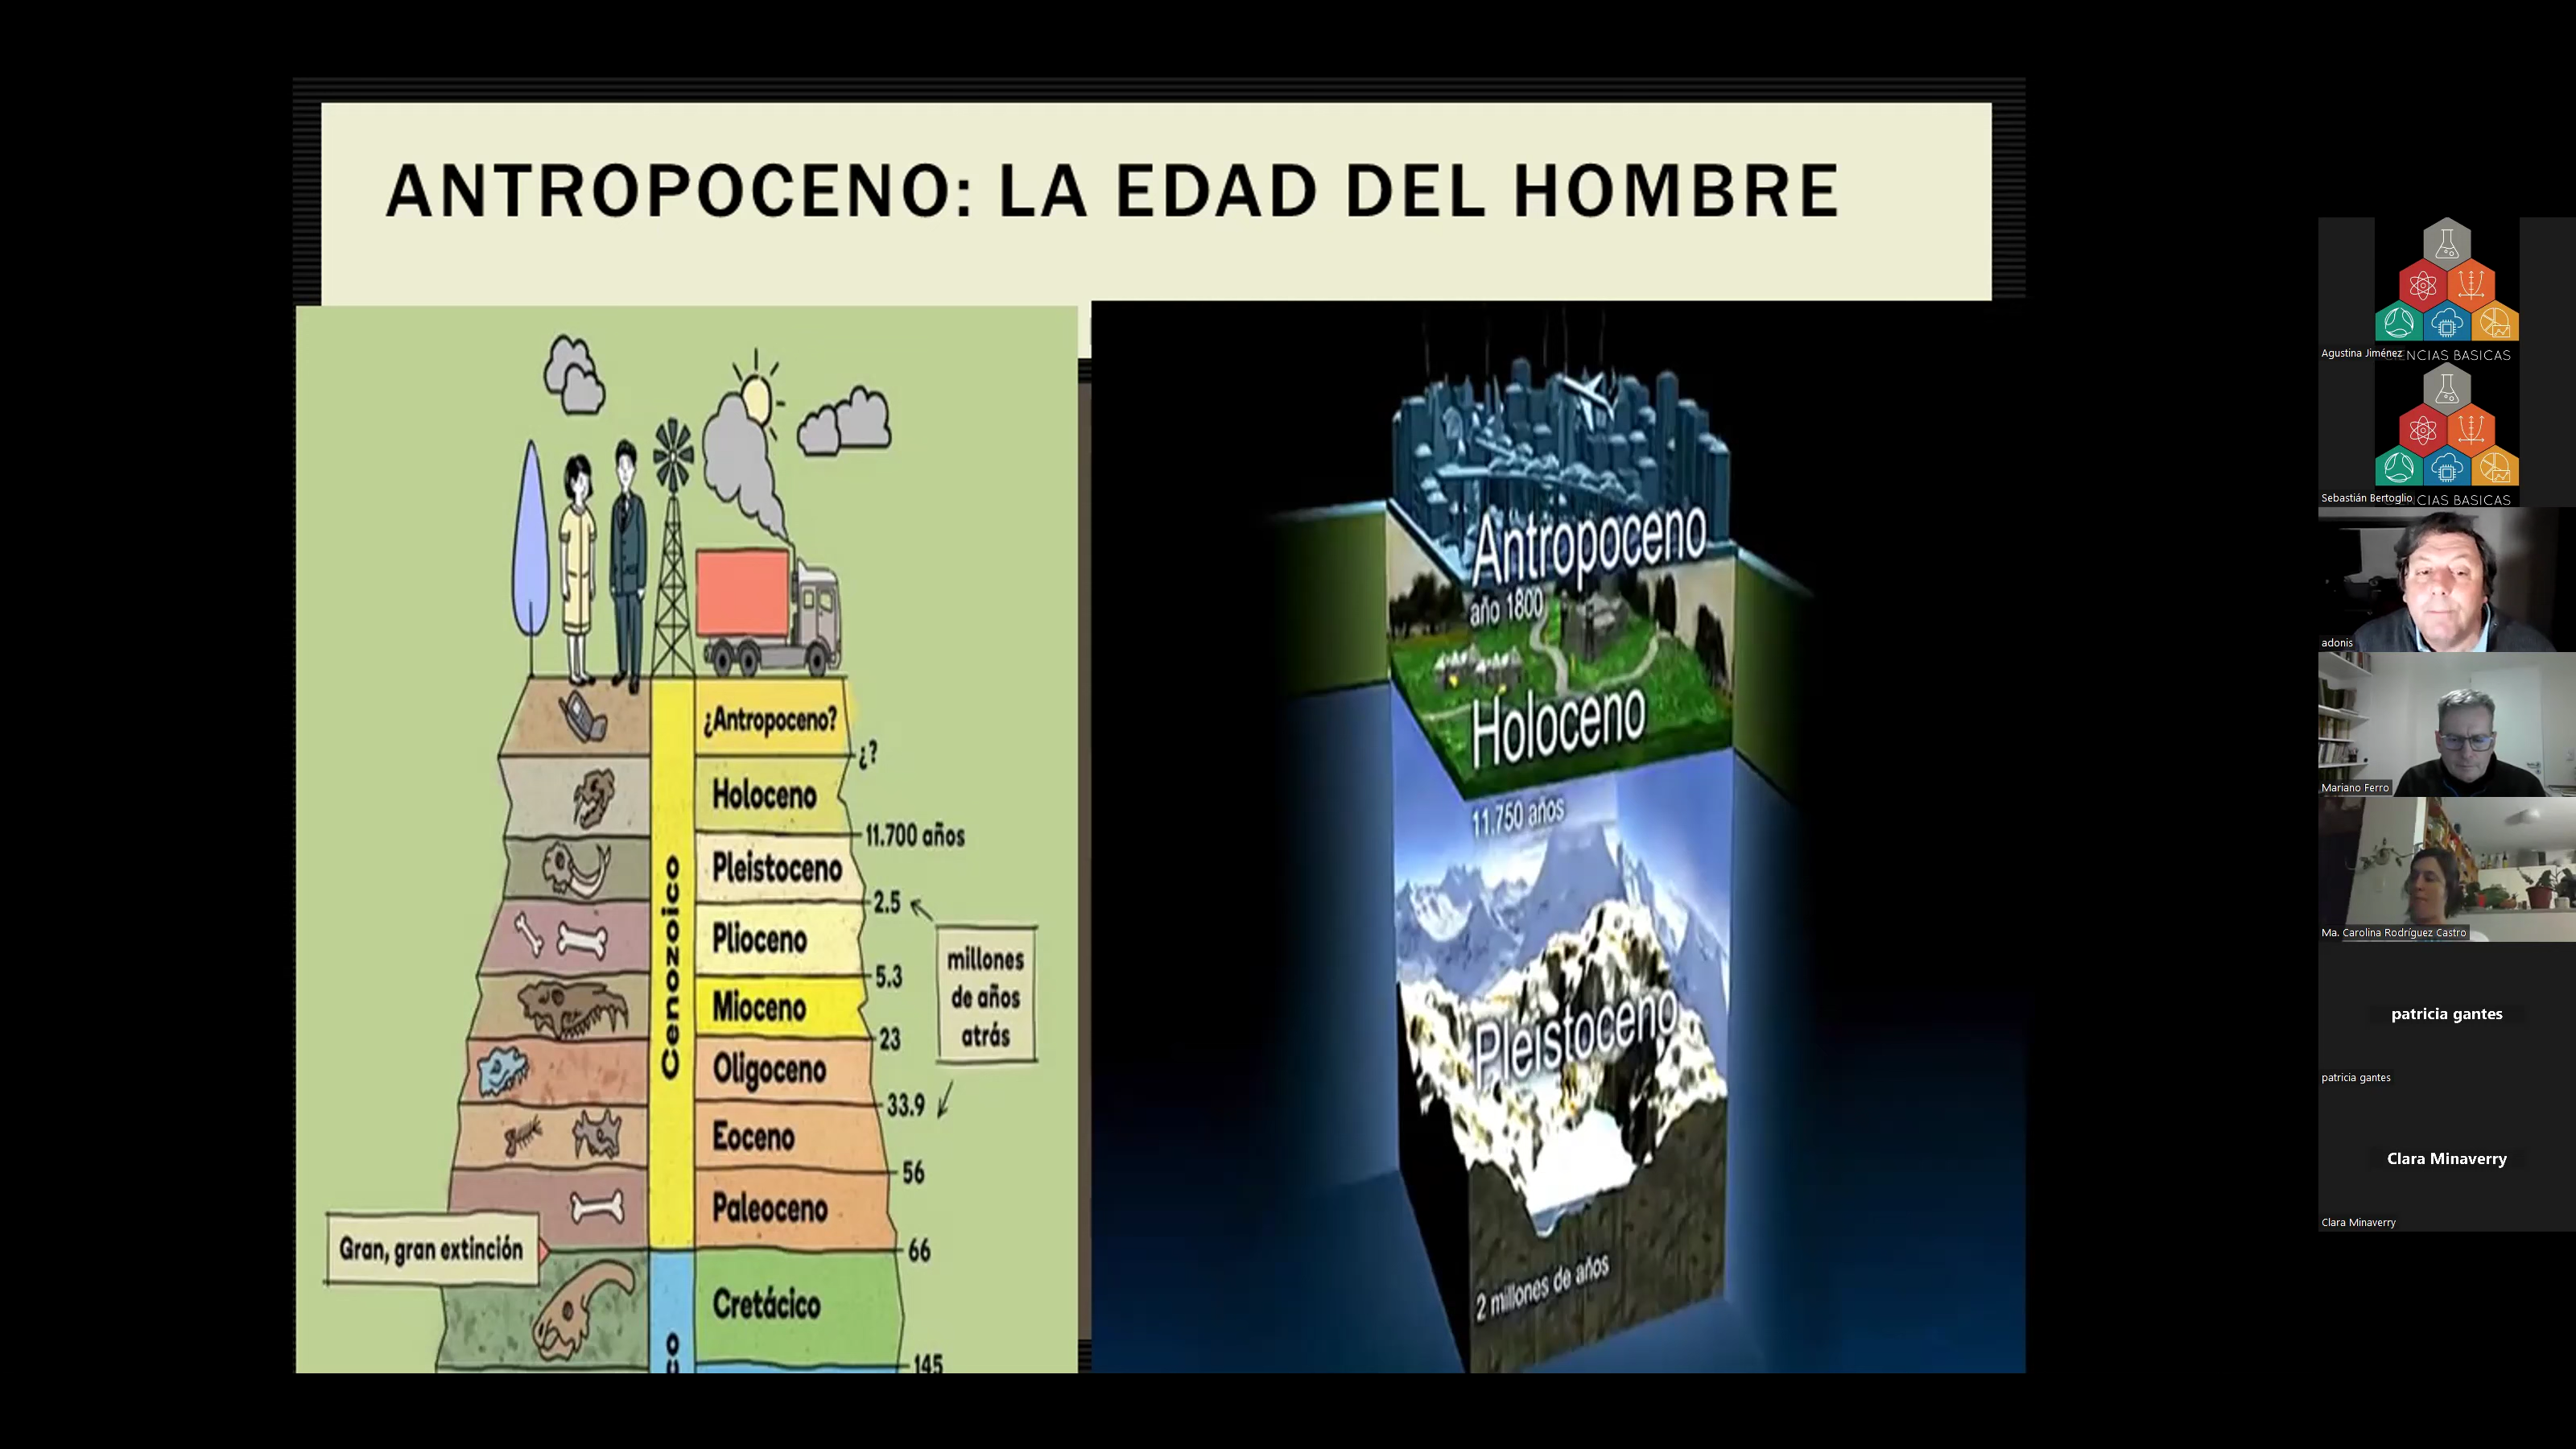 ANTROPOCENO: LA EDAD DEL HOMBRE
¿Antropoceno?
¿?
Holoceno
11.700 años
Pleistoceno
2.5
Plioceno
5.3
Mioceno
23
Oligoceno
33.9
Eoceno
56
Paleoceno
66
Cretácico
145
Cenozoico
co
millones
de años
atrás
Gran, gran extinción
Antropoceno
año 1800
Holoceno
11.750 años
Pleistoceno
2 millones de años
Agustina Jiménez
NCIAS BASICAS
Sebastián Bertoglio
CIAS BASICAS
adonis
Mariano Ferro
Ma. Carolina Rodríguez Castro
patricia gantes
patricia gantes
Clara Minaverry
Clara Minaverry